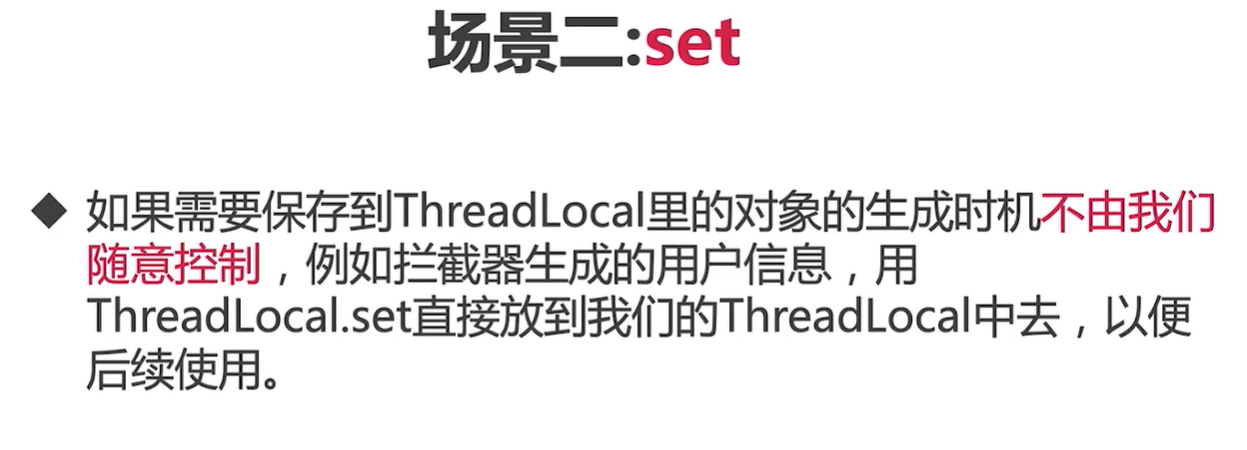 场景二:set
◆ 如果需要保存到ThreadLocal里的对象的生成时机不由我们
随意控制，例如拦截器生成的用户信息，用
ThreadLocal.set直接放到我们的ThreadLocal中去，以便
后续使用。